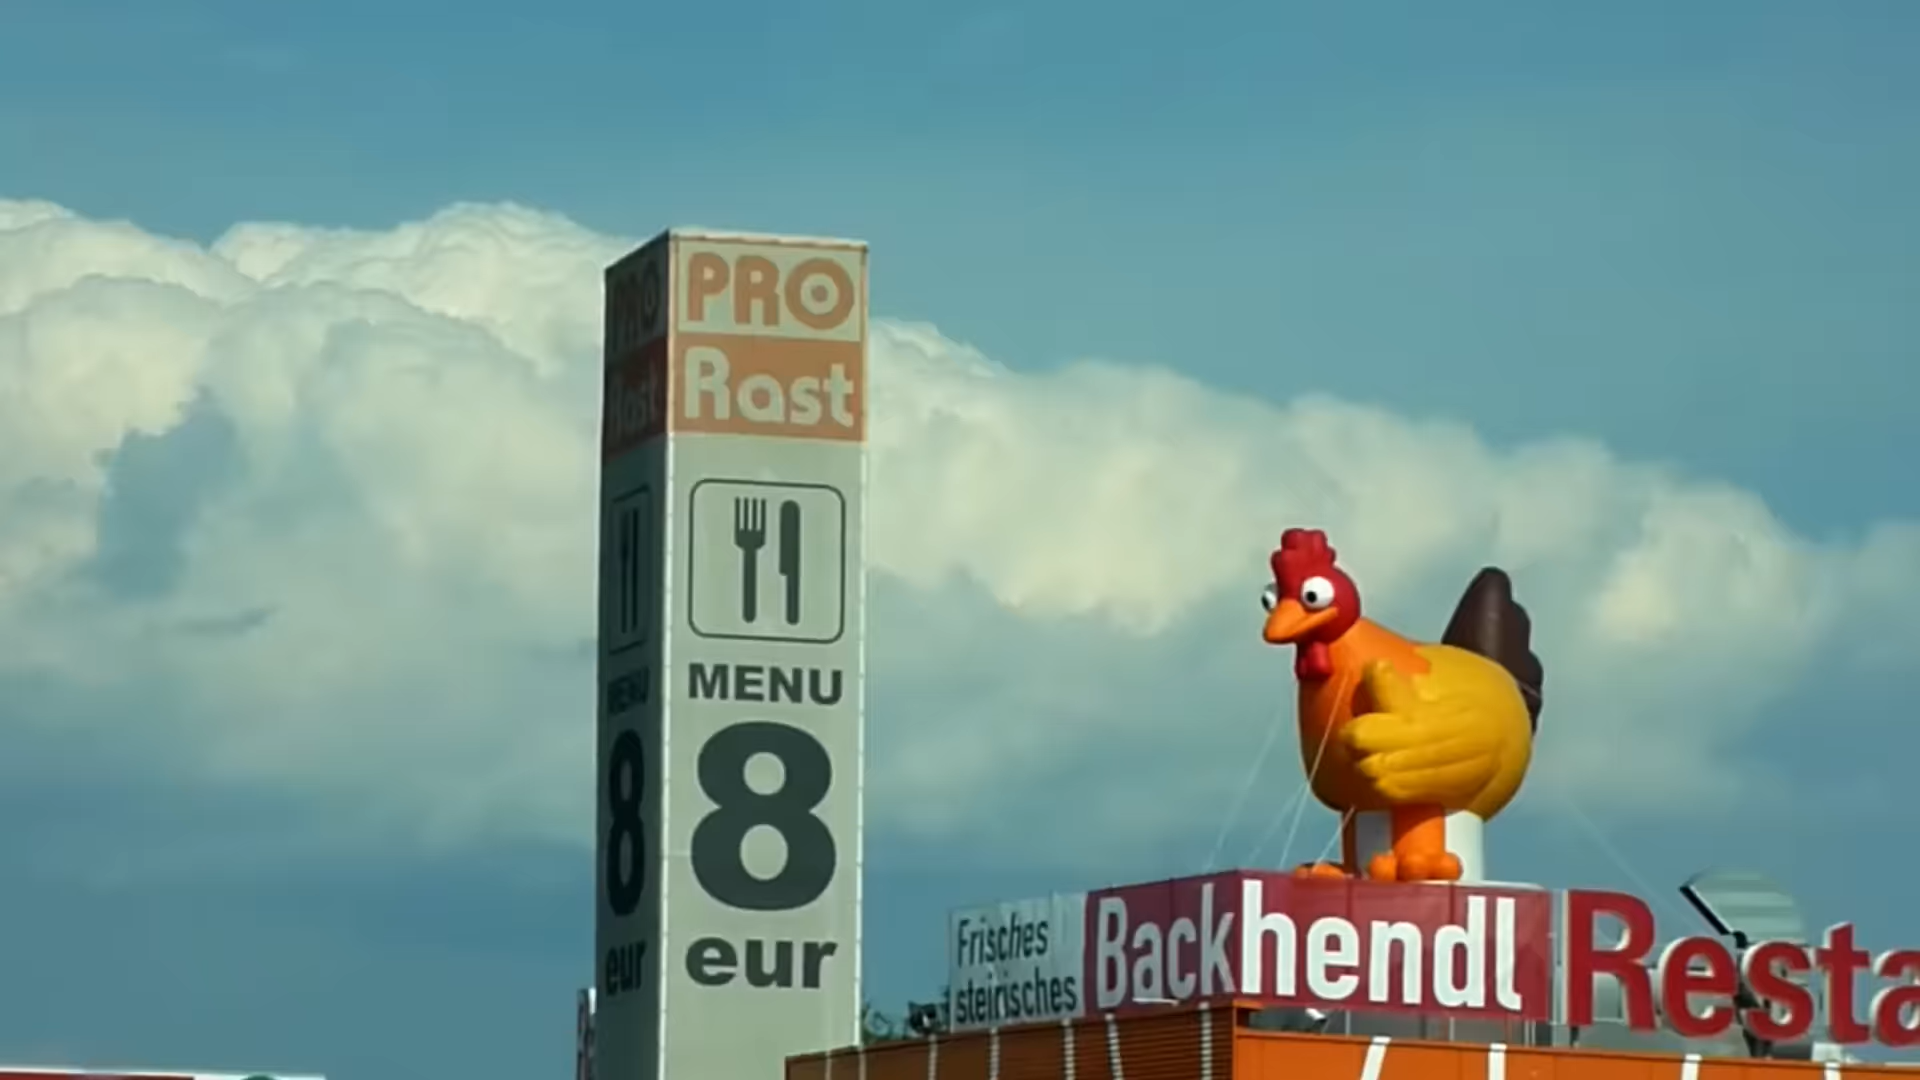 PRO
Rast
MENU
8
eur
Frisches
steirisches
Backhendl
Resta